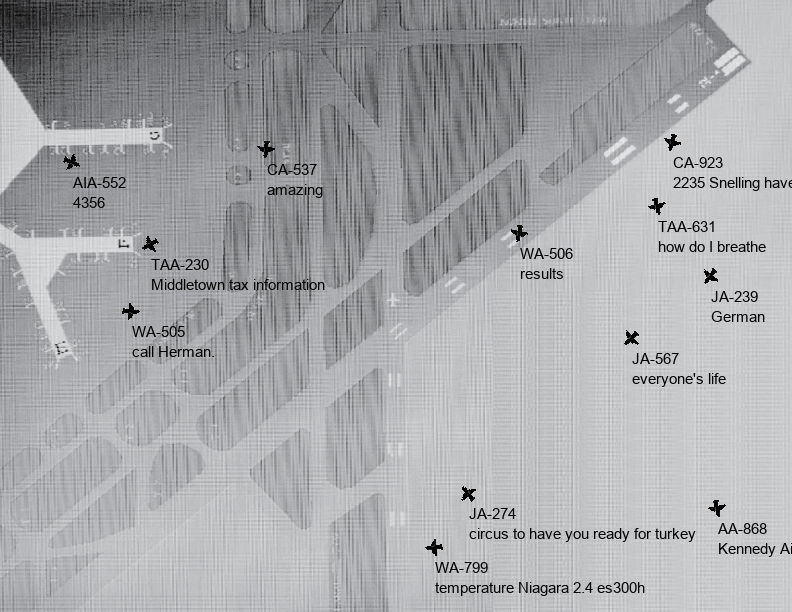 CA-923
2235 Snelling have
CA-537
amazing
AIA-552
4356
TAA-631
how do I breathe
WA-506
results
TAA-230
Middletown tax information
JA-239
German
WA-505
call Herman.
JA-567
everyone's life
JA-274
circus to have you ready for turkey
AA-868
Kennedy Ai
WA-799
temperature Niagara 2.4 es300h